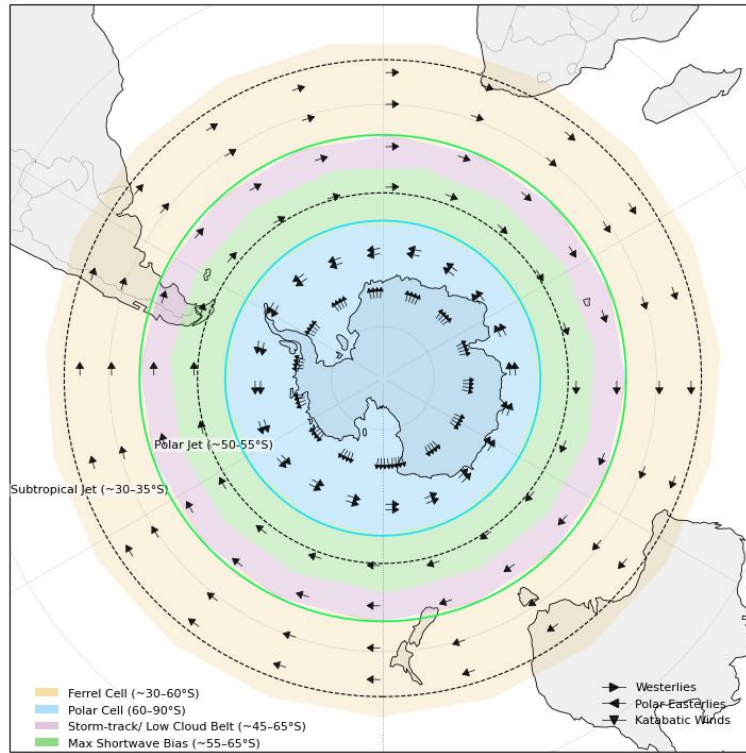 Polar Jet (~50-55°S)
Subtropical Jet (~30–35°S)
Ferrel Cell (~30–60°S)
Polar Cell (60–90°S)
Storm-track/ Low Cloud Belt (~45–65°S)
Max Shortwave Bias (~55–65°S)
Westerlies
Polar Easterlies
Katabatic Winds